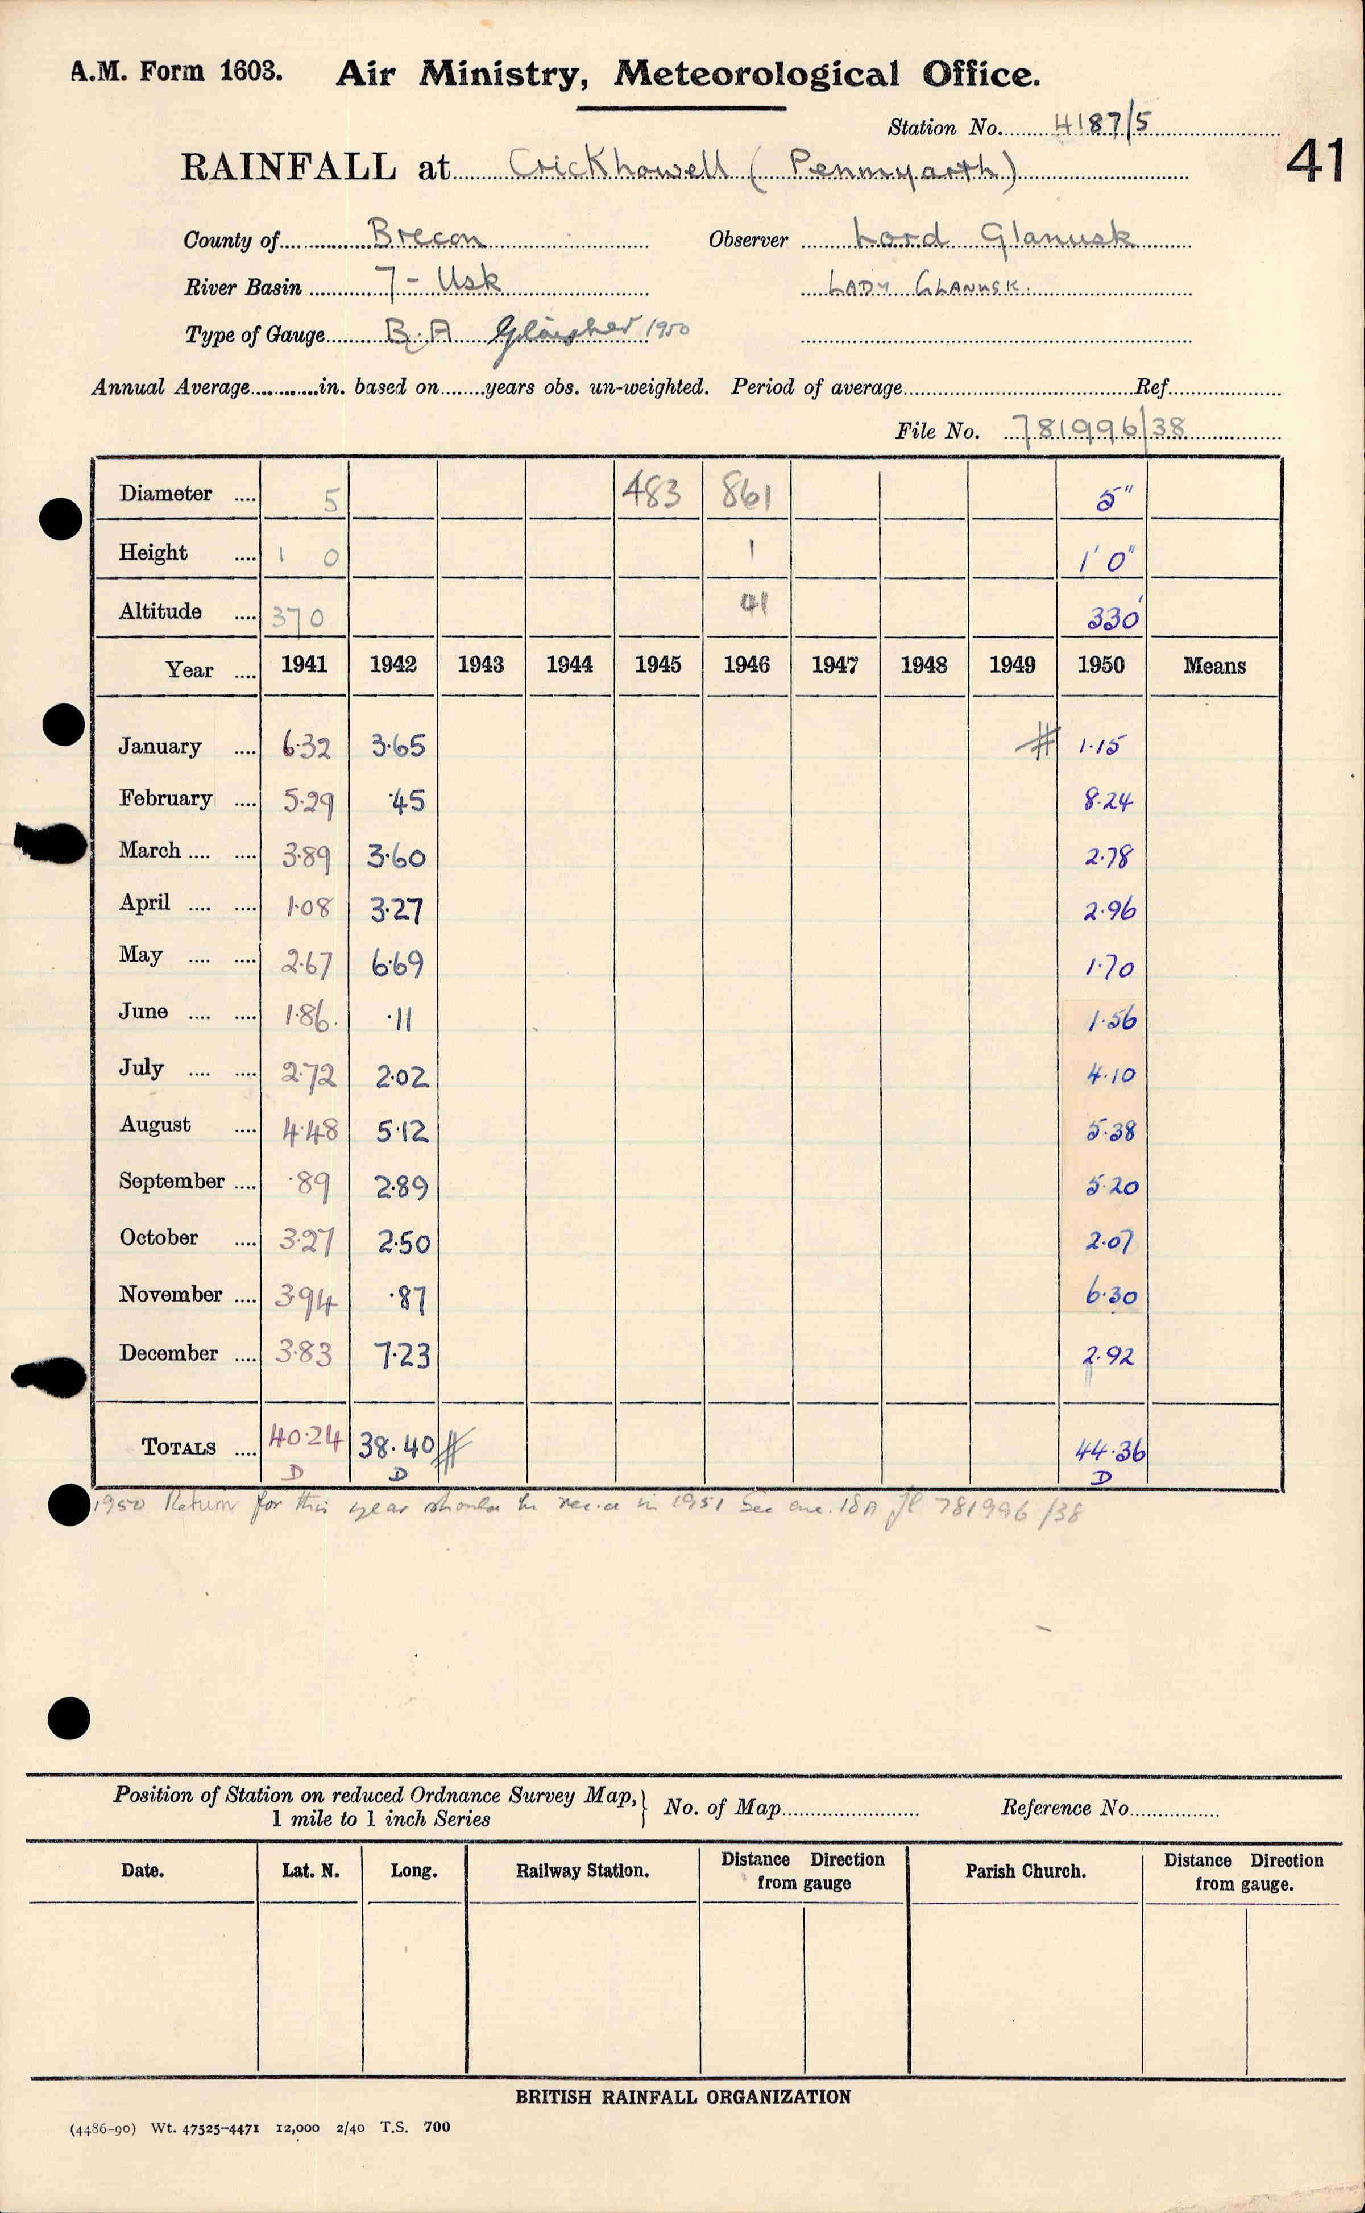 A.M. Form 1603. Air Ministry, Meteorological Office.
Station No. 4187/5
41
RAINFALL at Crickhowell (Penmyarth)
County of Brecon Observer Lord Glanusk
River Basin 7 - Usk LADY GLANUSK.
Type of Gauge B.A Glaisher 1950
Annual Average in. based on years obs. un-weighted. Period of average Ref.
File No. 781996/38
Diameter .... 5 483 861 5"
Height .... 1 0 1 1' 0"
Altitude .... 370 41 330'
Year .... 1941 1942 1943 1944 1945 1946 1947 1948 1949 1950 Means
January .... 6.32 3.65 # 1.15
February .... 5.29 .45 8.24
March .... .... 3.89 3.60 2.78
April .... .... 1.08 3.27 2.96
May .... .... 2.67 6.69 1.70
June .... .... 1.86. .11 1.56
July .... .... 2.72 2.02 4.10
August .... 4.48 5.12 5.38
September .... .89 2.89 5.20
October .... 3.27 2.50 2.07
November .... 3.94 .87 6.30
December .... 3.83 7.23 2.92
TOTALS .... 40.24 38.40 # 44.36
D D D
1950 Return for this year should be in 1951 See 18A 781996/38
Position of Station on reduced Ordnance Survey Map, } No. of Map Reference No.
1 mile to 1 inch Series
Date. Lat. N. Long. Railway Station. Distance Direction from gauge Parish Church. Distance Direction from gauge.
BRITISH RAINFALL ORGANIZATION
(4486-90) Wt. 47525-4471 12,000 2/40 T.S. 700